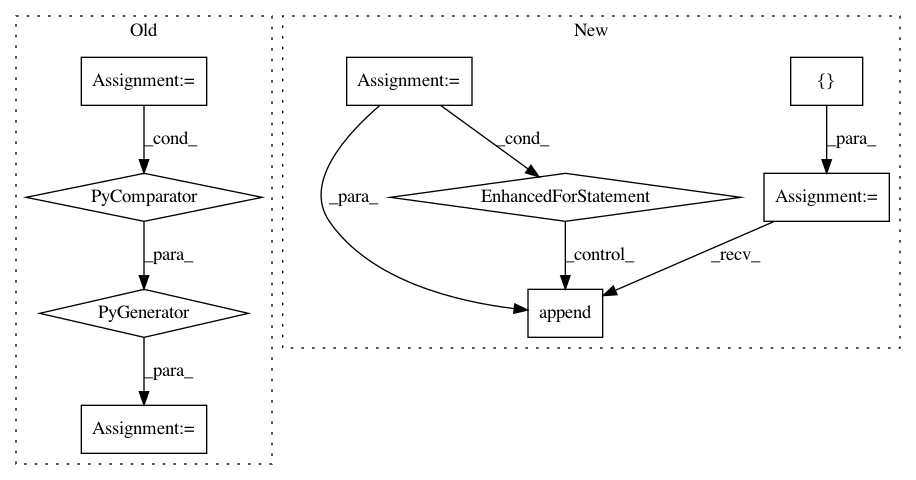 Old
New
Assignment:=
Assignment:=
{}
_cond_
_cond_
_para_
PyComparator
_para_
EnhancedForStatement
Assignment:=
_para_
_control_
_recv_
PyGenerator
append
_para_
Assignment:=